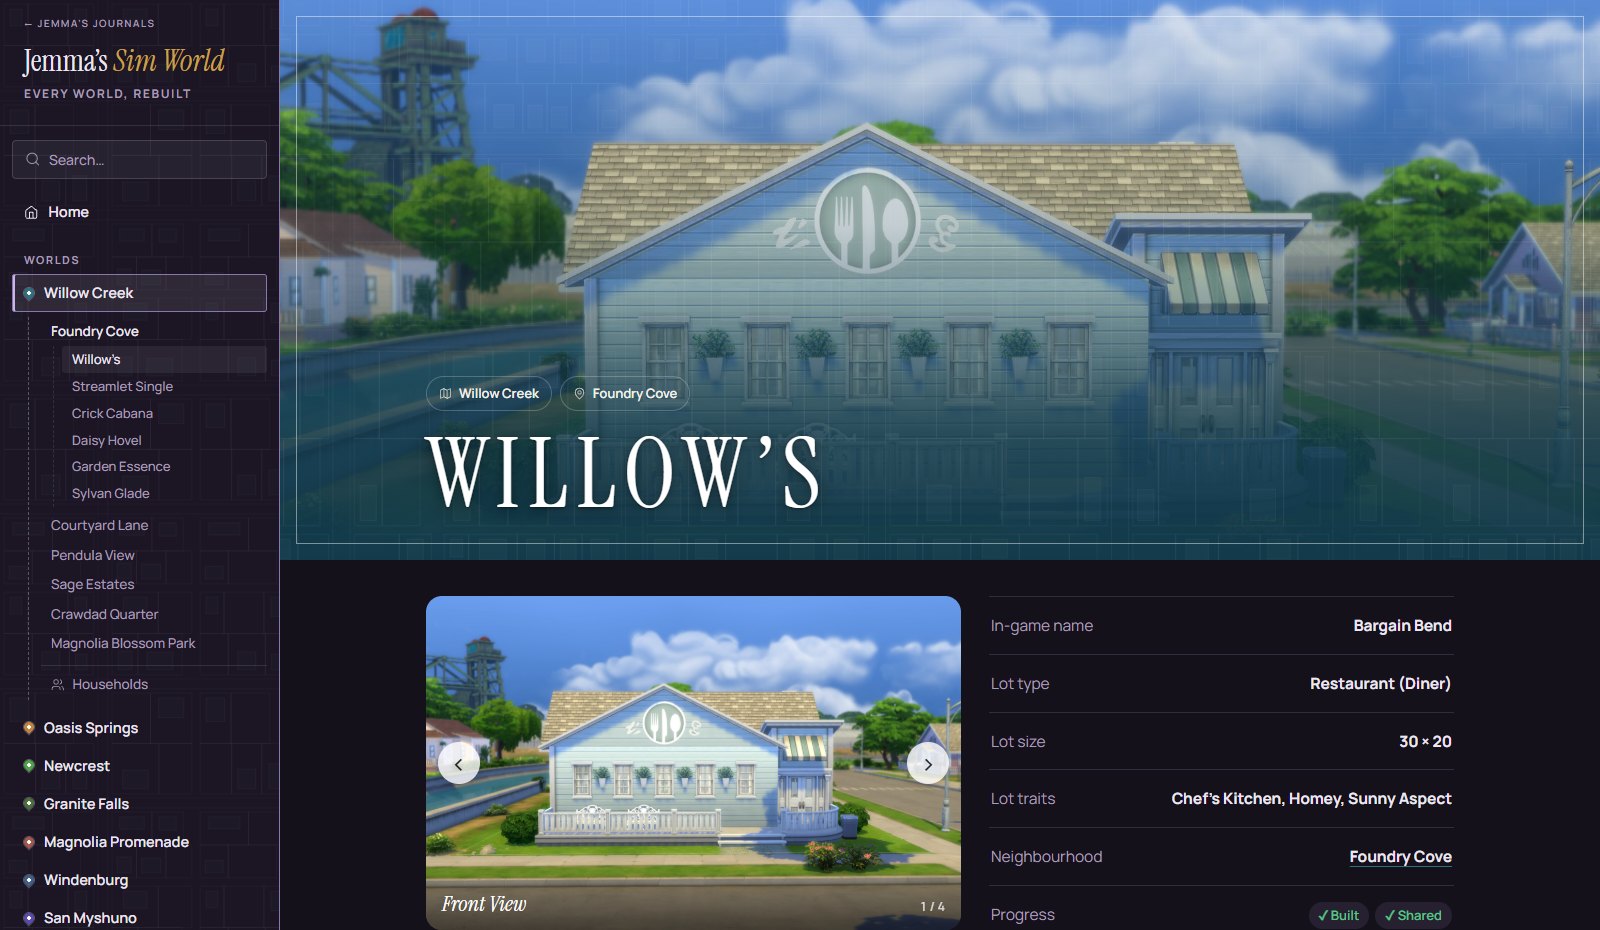 ← JEMMA'S JOURNALS
Jemma's Sim World
EVERY WORLD, REBUILT
Search...
Home
WORLDS
Willow Creek
Foundry Cove
Willow's
Streamlet Single
Crick Cabana
Daisy Hovel
Garden Essence
Sylvan Glade
Courtyard Lane
Pendula View
Sage Estates
Crawdad Quarter
Magnolia Blossom Park
Households
Oasis Springs
Newcrest
Granite Falls
Magnolia Promenade
Windenburg
San Myshuno
Willow Creek
Foundry Cove
WILLOW'S
Front View
1 / 4
In-game name
Bargain Bend
Lot type
Restaurant (Diner)
Lot size
30 × 20
Lot traits
Chef's Kitchen, Homey, Sunny Aspect
Neighbourhood
Foundry Cove
Progress
✓ Built
✓ Shared